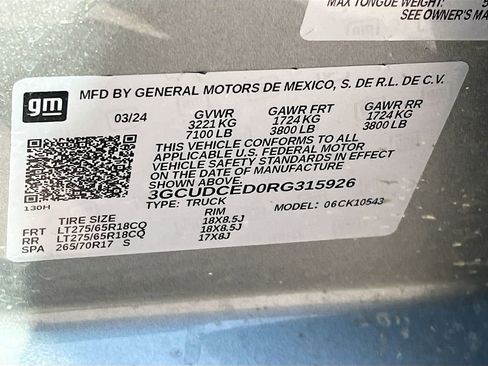 MAX TONGUE WEIGHT:
SEE OWNER'S MA
gm
MFD BY GENERAL MOTORS DE MEXICO, S. DE R.L. DE C.V.
03/24 GVWR GAWR FRT GAWR RR
3221 KG 1724 KG 1724 KG
7100 LB 3800 LB 3800 LB
THIS VEHICLE CONFORMS TO ALL
APPLICABLE U.S. FEDERAL MOTOR
VEHICLE SAFETY STANDARDS IN EFFECT
ON THE DATE OF MANUFACTURE
SHOWN ABOVE
3GCUDCED0RG315926
130H
TYPE: TRUCK MODEL: 06CK10543
TIRE SIZE RIM
FRT LT275/65R18CQ 18X8.5J
RR LT275/65R18CQ 18X8.5J
SPA 265/70R17 S 17X8J